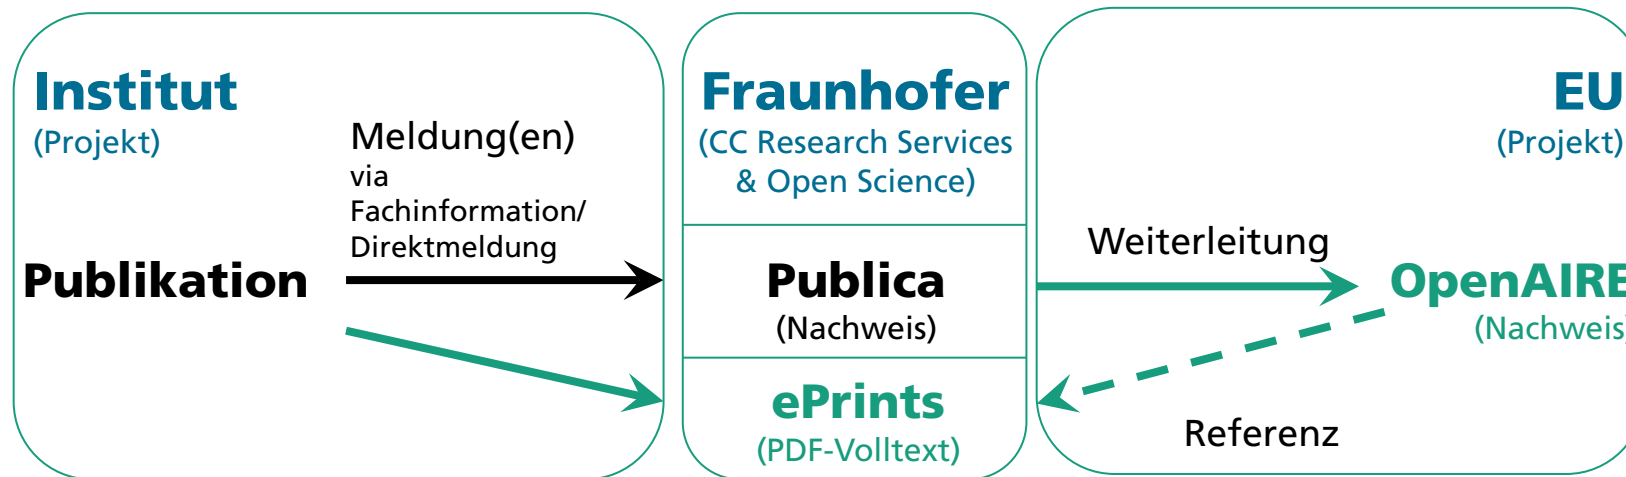 Institut
(Projekt)
Meldung(en)
via
Fachinformation/
Direktmeldung
Publikation
Fraunhofer
(CC Research Services
& Open Science)
Publica
(Nachweis)
ePrints
(PDF-Volltext)
EU
(Projekt)
Weiterleitung
OpenAIRE
(Nachweis)
Referenz